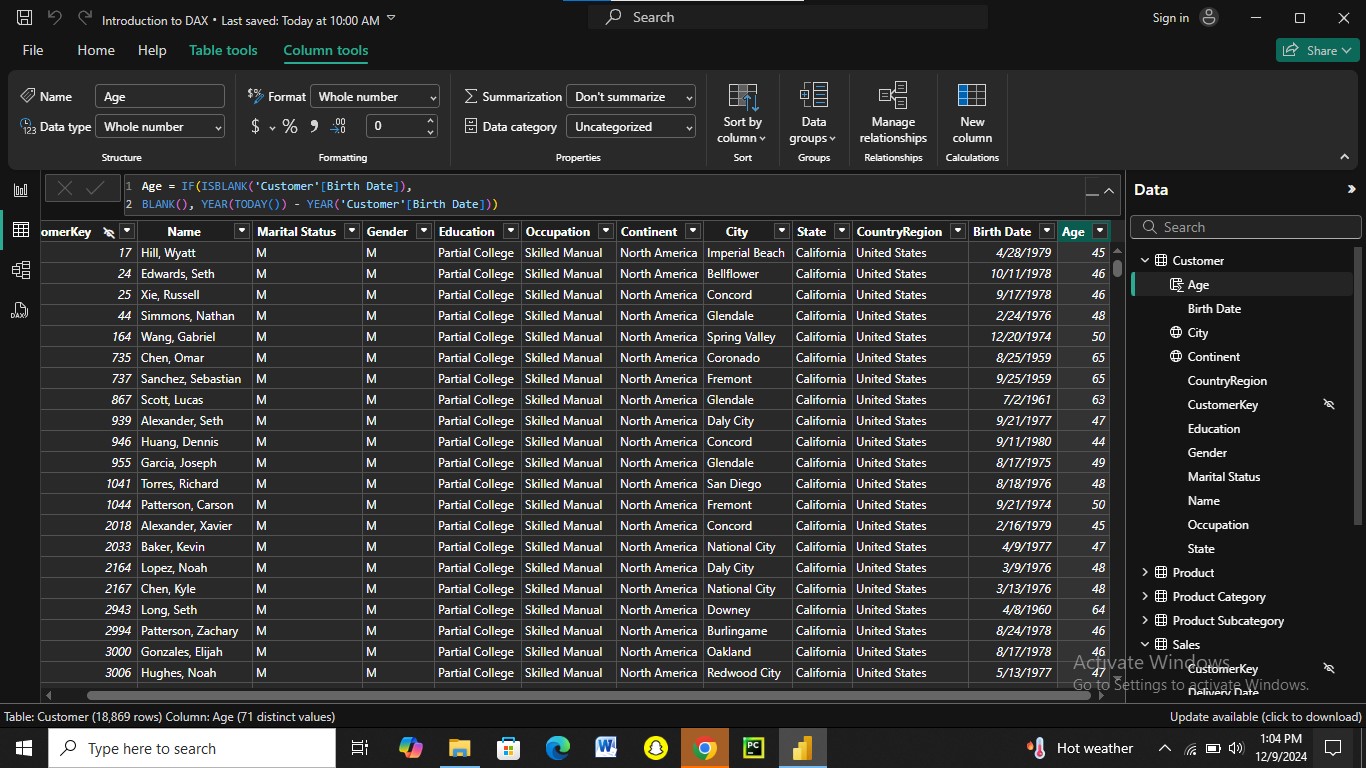 Introduction to DAX • Last saved: Today at 10:00 AM
Search
Sign in
File Home Help Table tools Column tools
Share
Name Age
Data type Whole number
Structure
$% Format Whole number
$ % 9 .00 0
Formatting
Summarization Don't summarize
Data category Uncategorized
Properties
Sort by
column
Sort
Data
groups
Groups
Manage
relationships
Relationships
New
column
Calculations
1 Age = IF(ISBLANK('Customer'[Birth Date]),
2 BLANK(), YEAR(TODAY()) - YEAR('Customer'[Birth Date]))
omerKey Name Marital Status Gender Education Occupation Continent City State CountryRegion Birth Date Age
17 Hill, Wyatt M M Partial College Skilled Manual North America Imperial Beach California United States 4/28/1979 45
24 Edwards, Seth M M Partial College Skilled Manual North America Bellflower California United States 10/11/1978 46
25 Xie, Russell M M Partial College Skilled Manual North America Concord California United States 9/17/1978 46
44 Simmons, Nathan M M Partial College Skilled Manual North America Glendale California United States 2/24/1976 48
164 Wang, Gabriel M M Partial College Skilled Manual North America Spring Valley California United States 12/20/1974 50
735 Chen, Omar M M Partial College Skilled Manual North America Coronado California United States 8/25/1959 65
737 Sanchez, Sebastian M M Partial College Skilled Manual North America Fremont California United States 9/25/1959 65
867 Scott, Lucas M M Partial College Skilled Manual North America Glendale California United States 7/2/1961 63
939 Alexander, Seth M M Partial College Skilled Manual North America Daly City California United States 9/21/1977 47
946 Huang, Dennis M M Partial College Skilled Manual North America Concord California United States 9/11/1980 44
955 Garcia, Joseph M M Partial College Skilled Manual North America Glendale California United States 8/17/1975 49
1041 Torres, Richard M M Partial College Skilled Manual North America San Diego California United States 8/18/1976 48
1044 Patterson, Carson M M Partial College Skilled Manual North America Fremont California United States 9/21/1974 50
2018 Alexander, Xavier M M Partial College Skilled Manual North America Concord California United States 2/16/1979 45
2033 Baker, Kevin M M Partial College Skilled Manual North America National City California United States 4/9/1977 47
2164 Lopez, Noah M M Partial College Skilled Manual North America Daly City California United States 3/9/1976 48
2167 Chen, Kyle M M Partial College Skilled Manual North America National City California United States 3/13/1976 48
2943 Long, Seth M M Partial College Skilled Manual North America Downey California United States 4/8/1960 64
2994 Patterson, Zachary M M Partial College Skilled Manual North America Burlingame California United States 8/24/1978 46
3000 Gonzales, Elijah M M Partial College Skilled Manual North America Oakland California United States 8/17/1978 46
3006 Hughes, Noah M M Partial College Skilled Manual North America Redwood City California United States 5/13/1977 47
Data
Search
Customer
Age
Birth Date
City
Continent
CountryRegion
CustomerKey
Education
Gender
Marital Status
Name
Occupation
State
Product
Product Category
Product Subcategory
Sales
CustomerKey
Delivery Date
Activate Windows
Go to Settings to activate Windows.
Table: Customer (18,869 rows) Column: Age (71 distinct values)
Update available (click to download)
Type here to search
Hot weather
1:04 PM
12/9/2024